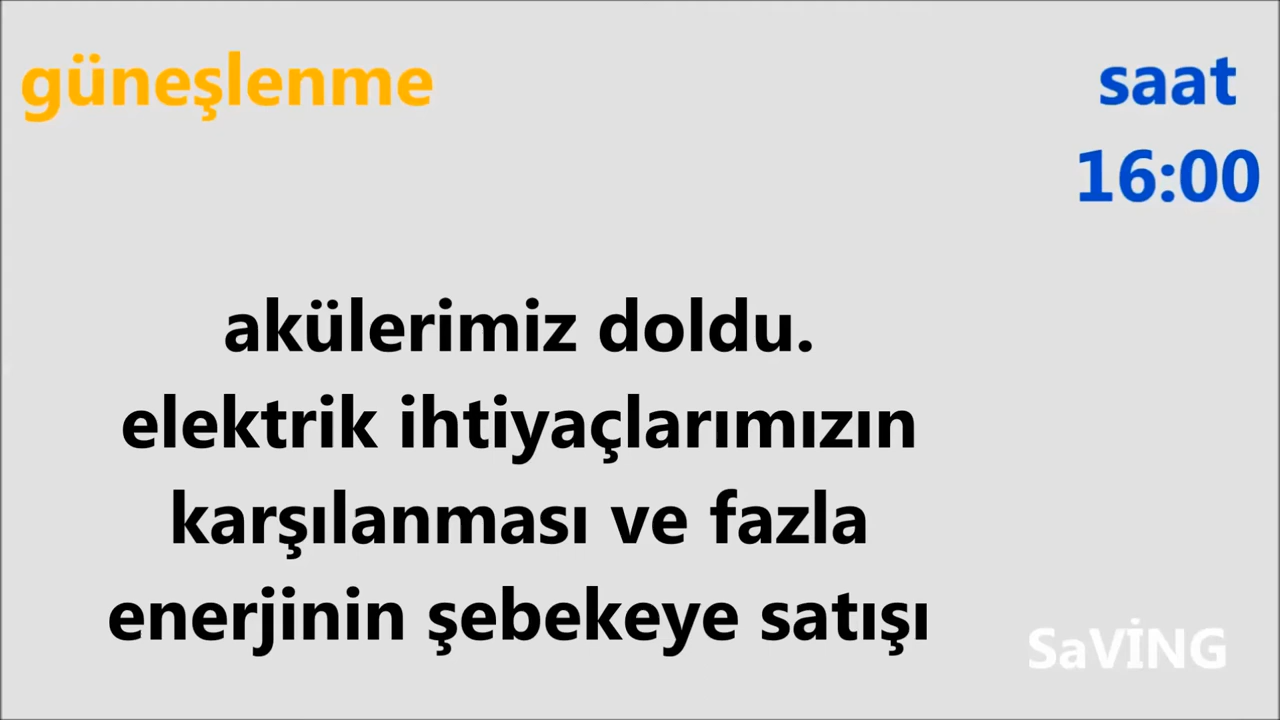 güneşlenme
saat
16:00
akülerimiz doldu.
elektrik ihtiyaçlarımızın
karşılanması ve fazla
enerjinin şebekeye satışı
SaVİNG